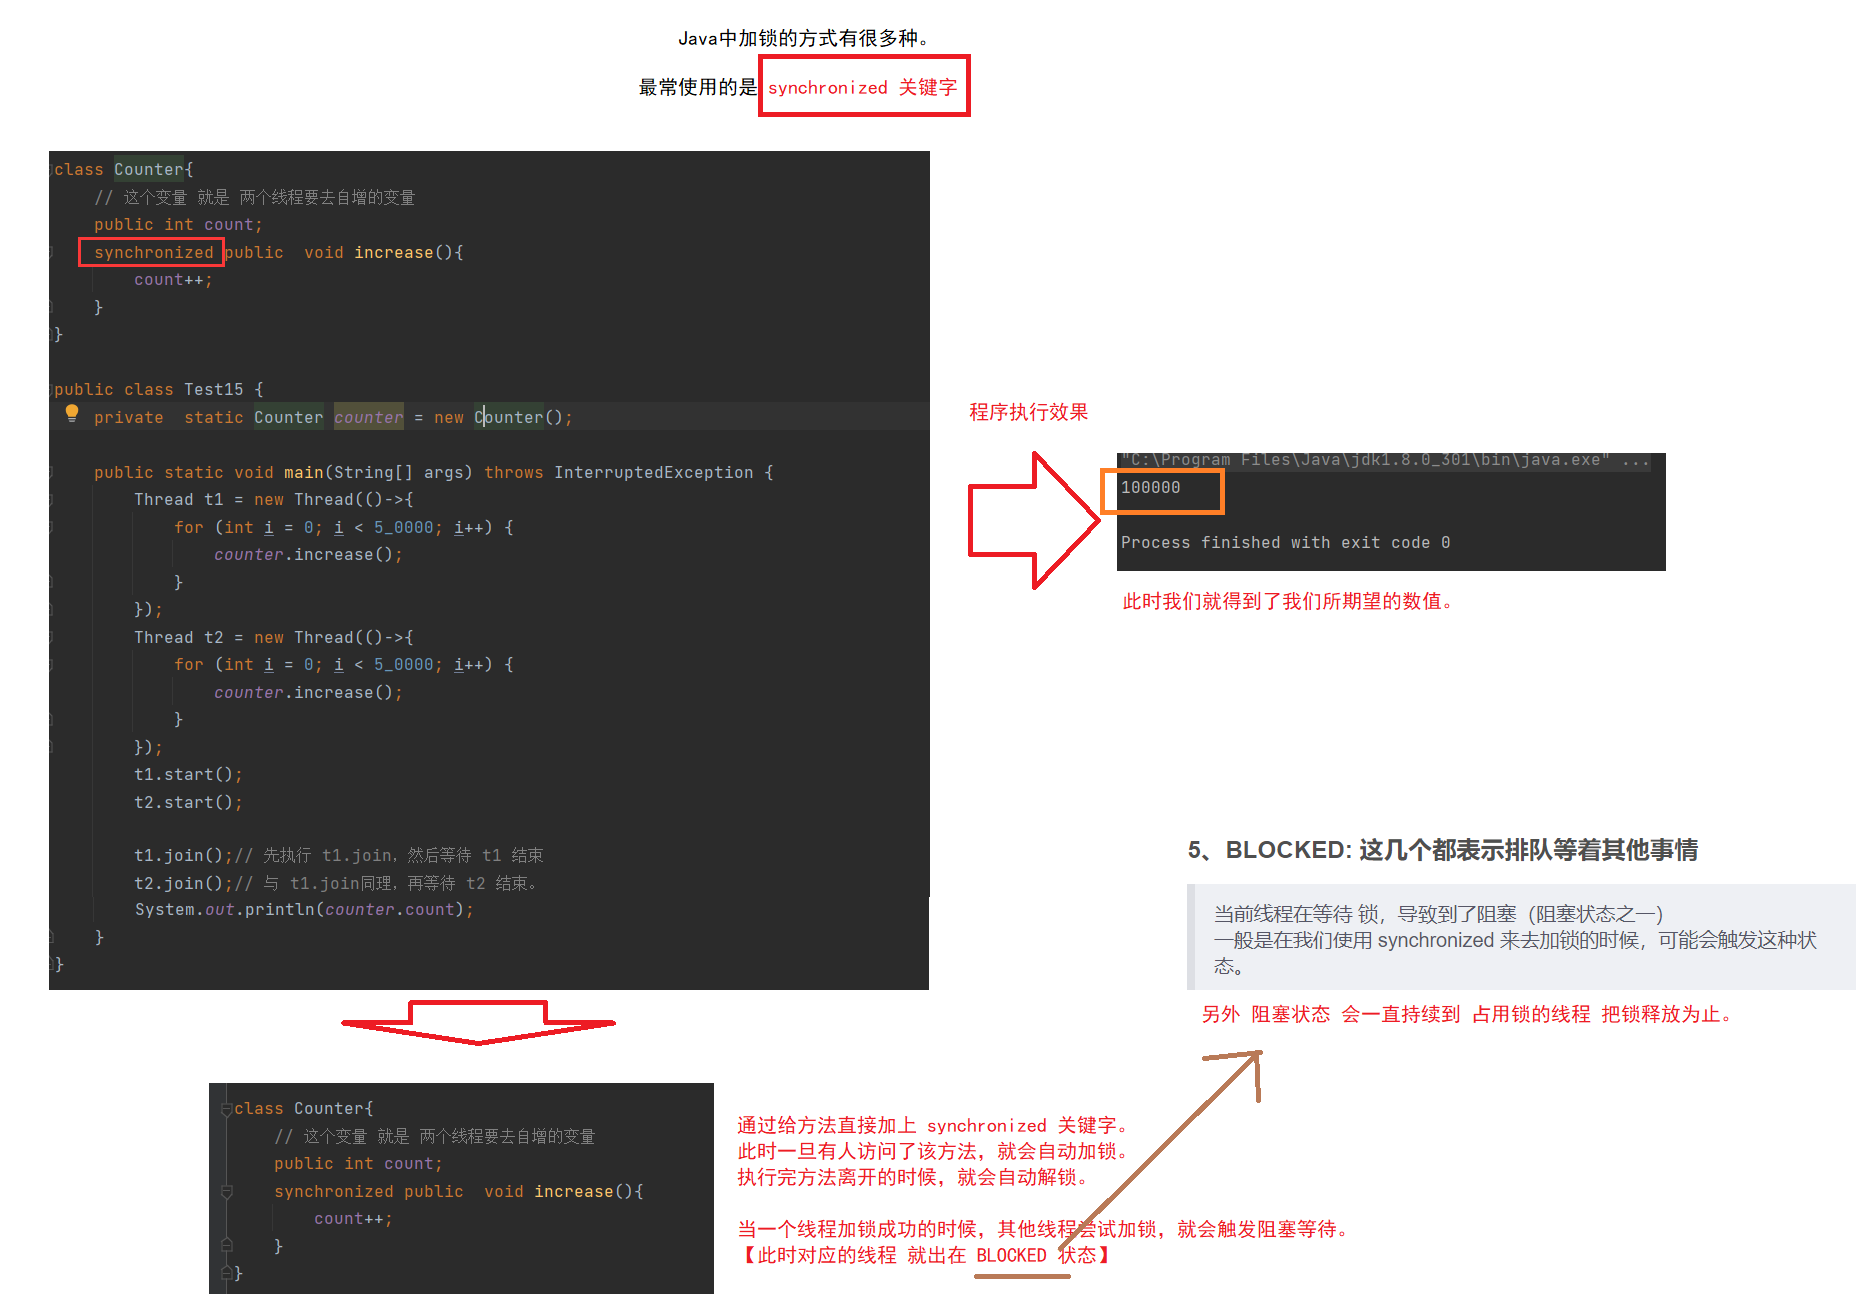 Java中加锁的方式有很多种。
最常使用的是 synchronized 关键字
class Counter{
// 这个变量 就是 两个线程要去自增的变量
public int count;
synchronized public  void increase(){
count++;
}
}
public class Test15 {
private  static Counter counter = new Counter();
public static void main(String[] args) throws InterruptedException {
Thread t1 = new Thread(()->{
for (int i = 0; i < 5_0000; i++) {
counter.increase();
}
});
Thread t2 = new Thread(()->{
for (int i = 0; i < 5_0000; i++) {
counter.increase();
}
});
t1.start();
t2.start();
t1.join();// 先执行 t1.join，然后等待 t1 结束
t2.join();// 与 t1.join同理，再等待 t2 结束。
System.out.println(counter.count);
}
}
程序执行效果
"C:\Program Files\Java\jdk1.8.0_301\bin\java.exe" ...
100000
Process finished with exit code 0
此时我们就得到了我们所期望的数值。
5、BLOCKED: 这几个都表示排队等着其他事情
当前线程在等待 锁，导致到了阻塞（阻塞状态之一）
一般是在我们使用 synchronized 来去加锁的时候，可能会触发这种状
态。
另外 阻塞状态 会一直持续到 占用锁的线程 把锁释放为止。
class Counter{
// 这个变量 就是 两个线程要去自增的变量
public int count;
synchronized public  void increase(){
count++;
}
}
通过给方法直接加上 synchronized 关键字。
此时一旦有人访问了该方法，就会自动加锁。
执行完方法离开的时候，就会自动解锁。
当一个线程加锁成功的时候，其他线程尝试加锁，就会触发阻塞等待。
【此时对应的线程 就出在 BLOCKED 状态】